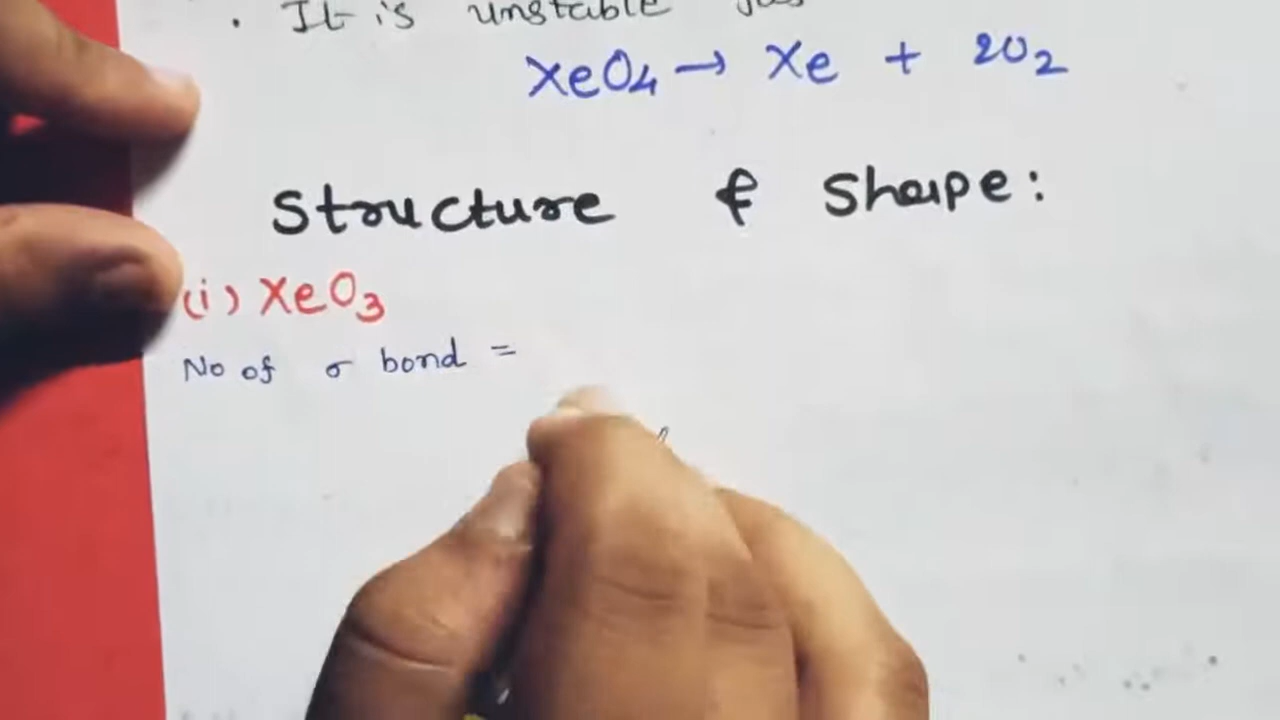 . It is unstable
XeO4 → Xe + 2O2
Structure & Shape:
(i) XeO3
No of σ bond =